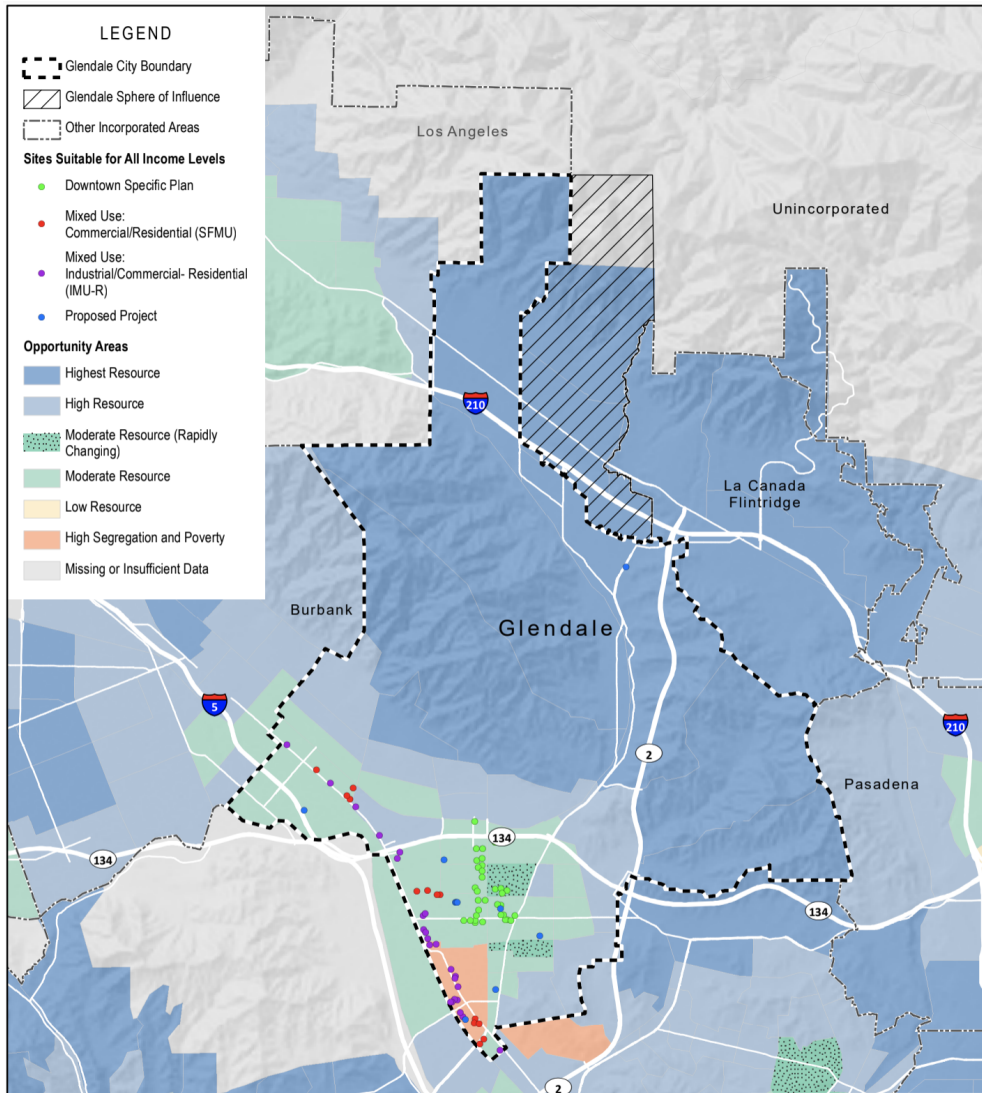 LEGEND
Glendale City Boundary
Glendale Sphere of Influence
Other Incorporated Areas
Sites Suitable for All Income Levels
Downtown Specific Plan
Mixed Use:
Commercial/Residential (SFMU)
Mixed Use:
Industrial/Commercial- Residential
(IMU-R)
Proposed Project
Opportunity Areas
Highest Resource
High Resource
Moderate Resource (Rapidly
Changing)
Moderate Resource
Low Resource
High Segregation and Poverty
Missing or Insufficient Data
Los Angeles
Unincorporated
210
La Canada
Flintridge
Burbank
Glendale
5
210
2
Pasadena
134
134
134
2